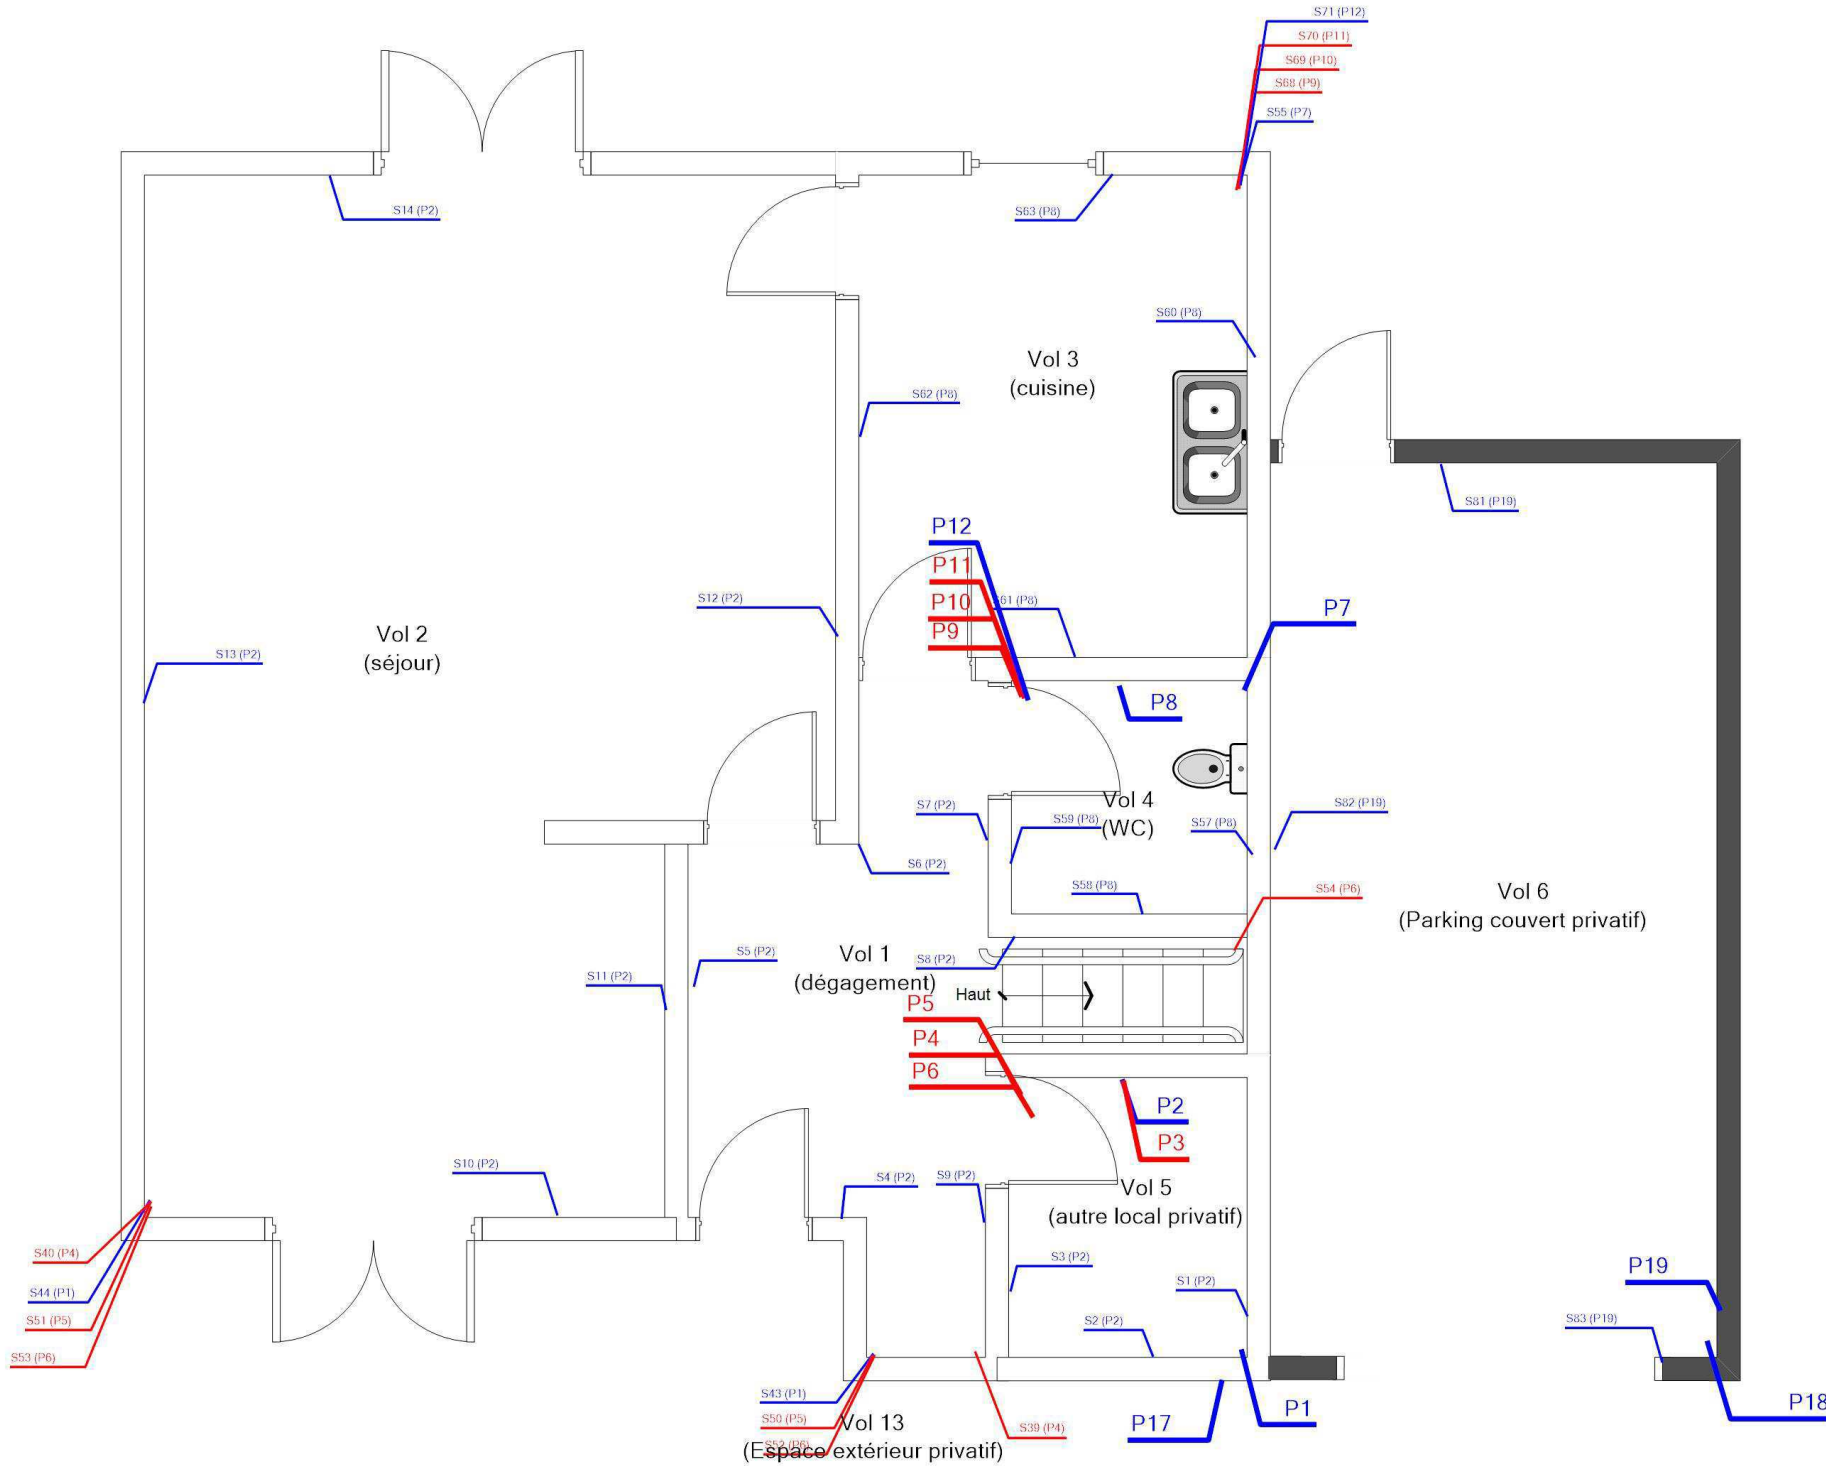 S71 (P12)
S70 (P11)
S69 (P10)
S68 (P9)
S55 (P7)
S14 (P2)
S63 (P8)
S60 (P8)
Vol 3
(cuisine)
S62 (P8)
S81 (P19)
P12
P11
P10
P9
S61 (P8)
S12 (P2)
P7
Vol 2
(séjour)
S13 (P2)
P8
S7 (P2)
Vol 4
(WC)
S59 (P8)
S57 (P8)
S82 (P19)
S6 (P2)
S58 (P8)
S54 (P6)
Vol 6
(Parking couvert privatif)
Vol 1
(dégagement)
S5 (P2)
S8 (P2)
S11 (P2)
Haut
P5
P4
P6
P2
P3
S10 (P2)
S4 (P2)
S9 (P2)
Vol 5
(autre local privatif)
S40 (P4)
S44 (P1)
S51 (P5)
S53 (P6)
S3 (P2)
S1 (P2)
S2 (P2)
P19
S83 (P19)
S43 (P1)
S50 (P5)
S52 (P6)
Vol 13
(Espace extérieur privatif)
S39 (P4)
P17
P1
P18